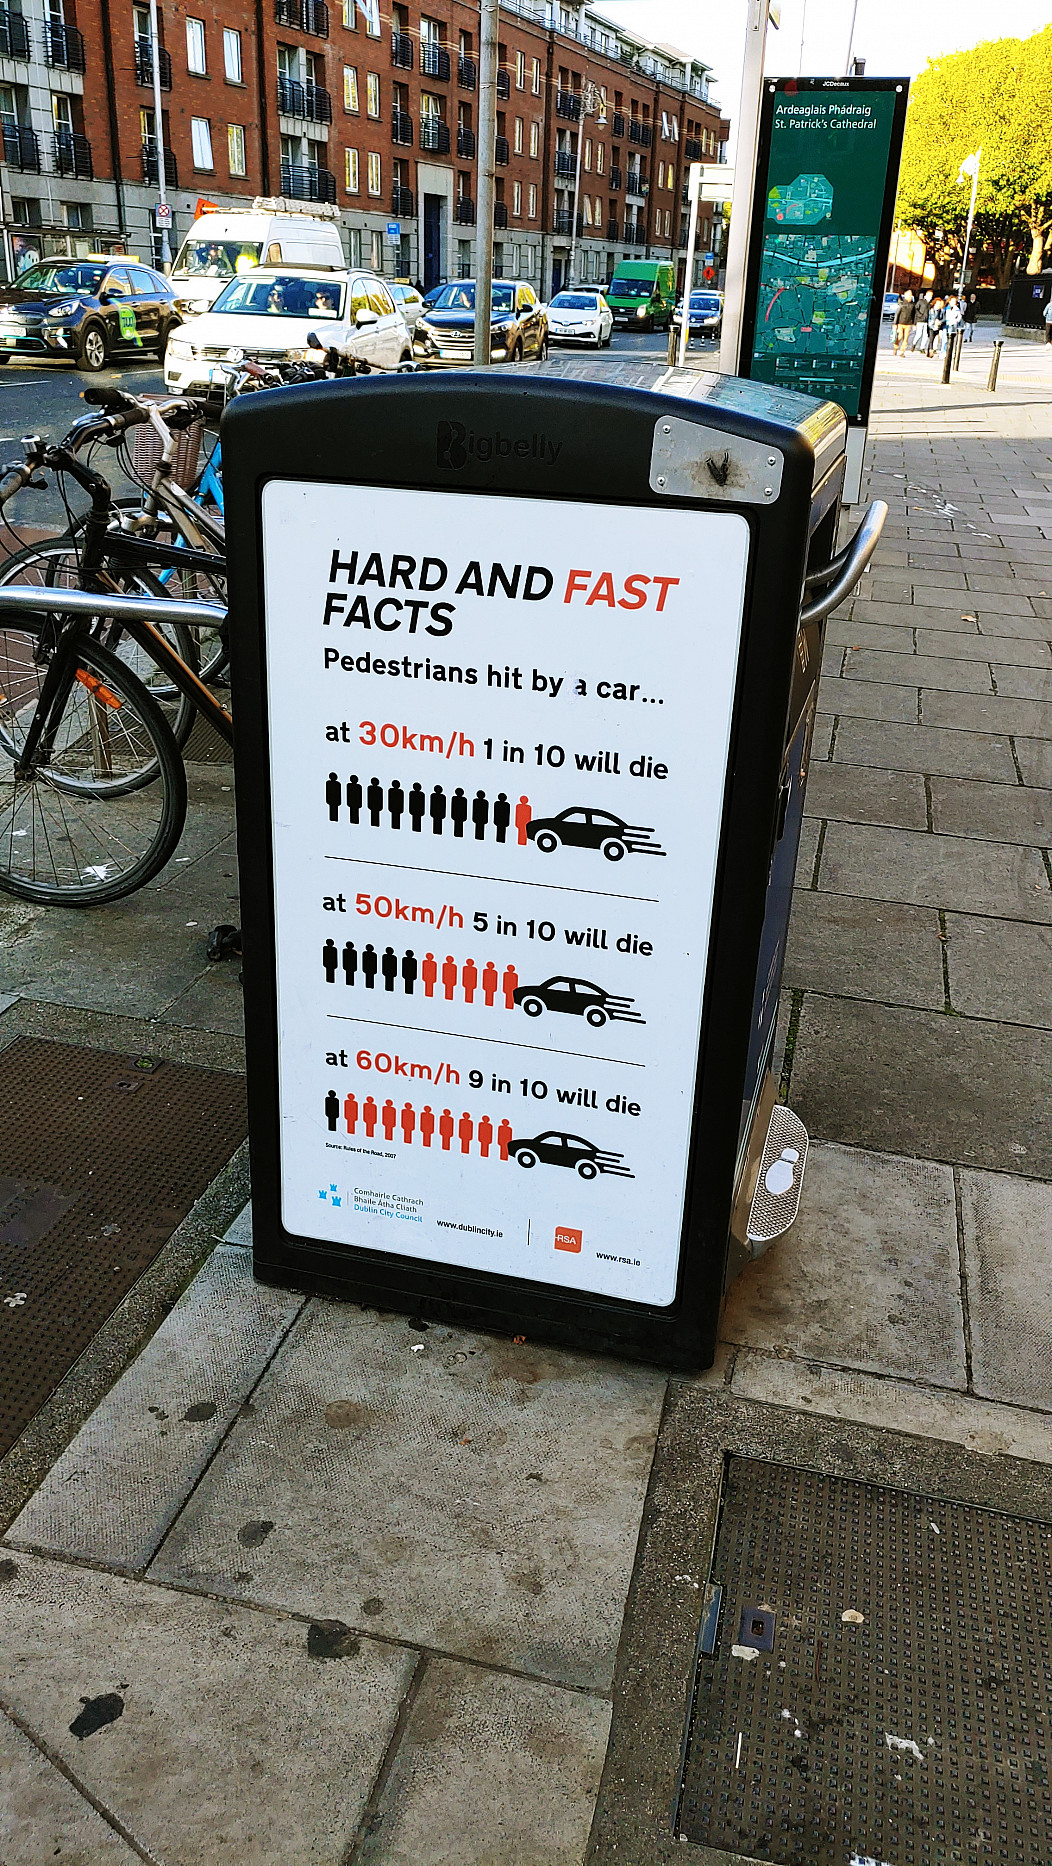 JCDecaux
Ardeaglais Phádraig
St. Patrick's Cathedral
Bigbelly
HARD AND FAST
FACTS
Pedestrians hit by a car...
at 30km/h 1 in 10 will die
at 50km/h 5 in 10 will die
at 60km/h 9 in 10 will die
Source: Rules of the Road, 2007
Comhairle Cathrach
Bhaile Átha Cliath
Dublin City Council
www.dublincity.ie
RSA
www.rsa.ie